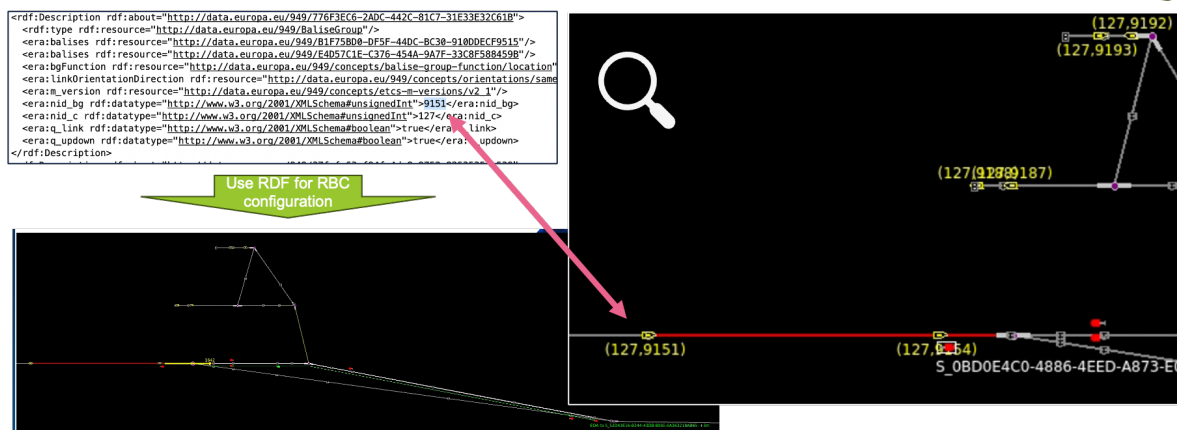 <rdf:Description rdf:about="http://data.europa.eu/949/776F3EC6-2ADC-442C-81C7-31E33E32C61B">
<rdf:type rdf:resource="http://data.europa.eu/949/BaliseGroup"/>
<era:balises rdf:resource="http://data.europa.eu/949/B1F75BD0-DF5F-44DC-BC30-910DDECF9515"/>
<era:balises rdf:resource="http://data.europa.eu/949/E4D57C1E-C376-454A-9A7F-33C8F588459B"/>
<era:bgFunction rdf:resource="http://data.europa.eu/949/concepts/balise-group-function/location"
<era:linkOrientationDirection rdf:resource="http://data.europa.eu/949/concepts/orientations/same
<era:m_version rdf:resource="http://data.europa.eu/949/concepts/etcs-m-versions/v2_1"/>
<era:nid_bg rdf:datatype="http://www.w3.org/2001/XMLSchema#unsignedInt">9151</era:nid_bg>
<era:nid_c rdf:datatype="http://www.w3.org/2001/XMLSchema#unsignedInt">127</era:nid_c>
<era:q_link rdf:datatype="http://www.w3.org/2001/XMLSchema#boolean">true</era: link>
<era:q_updown rdf:datatype="http://www.w3.org/2001/XMLSchema#boolean">true</era: updown>
</rdf:Description>
Use RDF for RBC
configuration
(127,9192)
(127,9193)
(127,9187)
(127,9151)
(127,9154)
S_0BD0E4C0-4886-4EED-A873-E